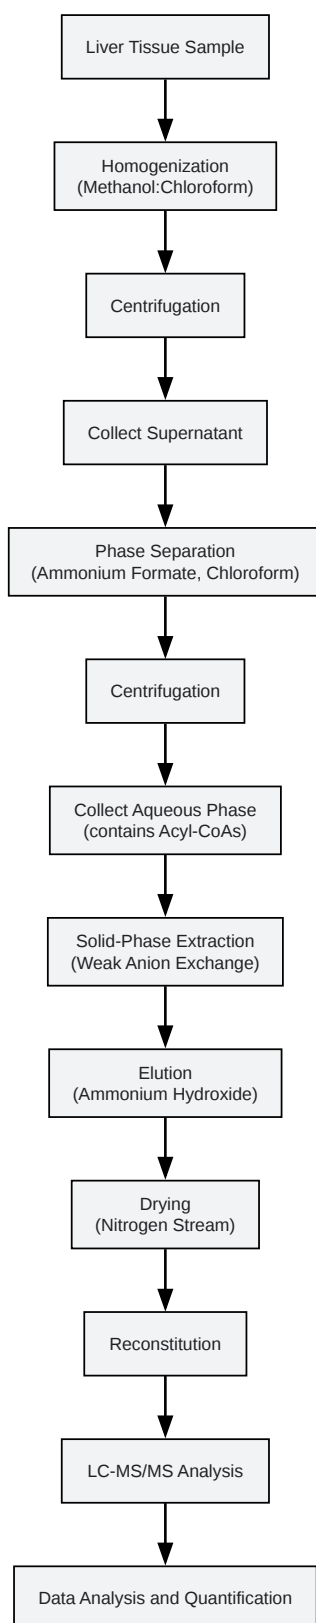 Liver Tissue Sample
Homogenization
(Methanol:Chloroform)
Centrifugation
Collect Supernatant
Phase Separation
(Ammonium Formate, Chloroform)
Centrifugation
Collect Aqueous Phase
(contains Acyl-CoAs)
Solid-Phase Extraction
(Weak Anion Exchange)
Elution
(Ammonium Hydroxide)
Drying
(Nitrogen Stream)
Reconstitution
LC-MS/MS Analysis
Data Analysis and Quantification